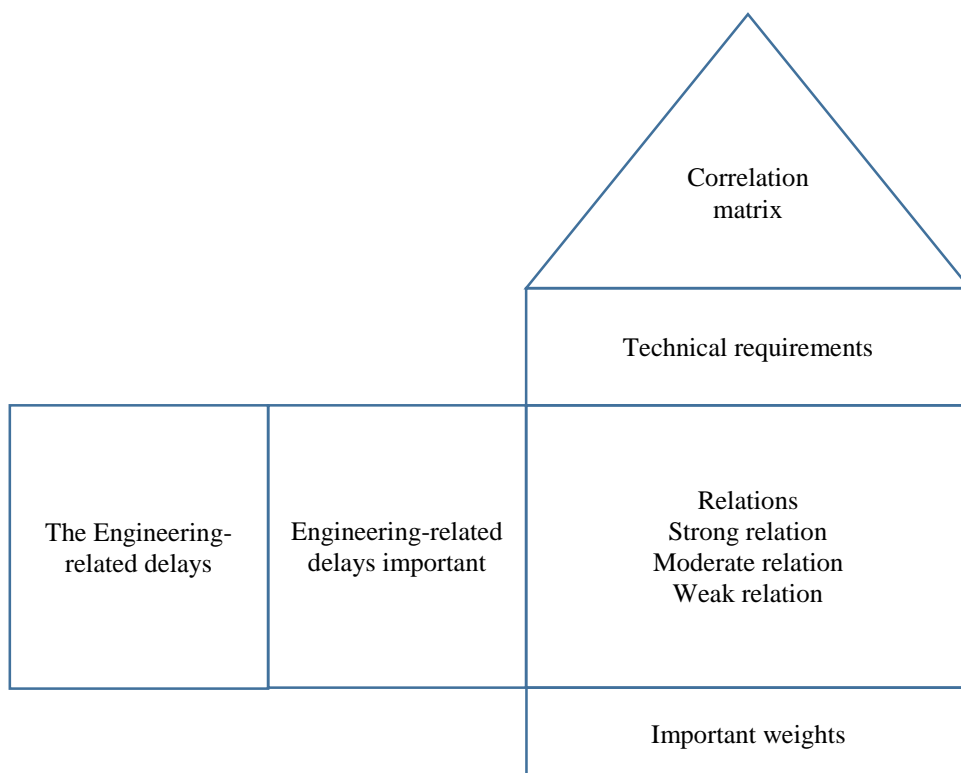 Correlation
matrix
Technical requirements
The Engineering-
related delays
Engineering-related
delays important
Relations
Strong relation
Moderate relation
Weak relation
Important weights